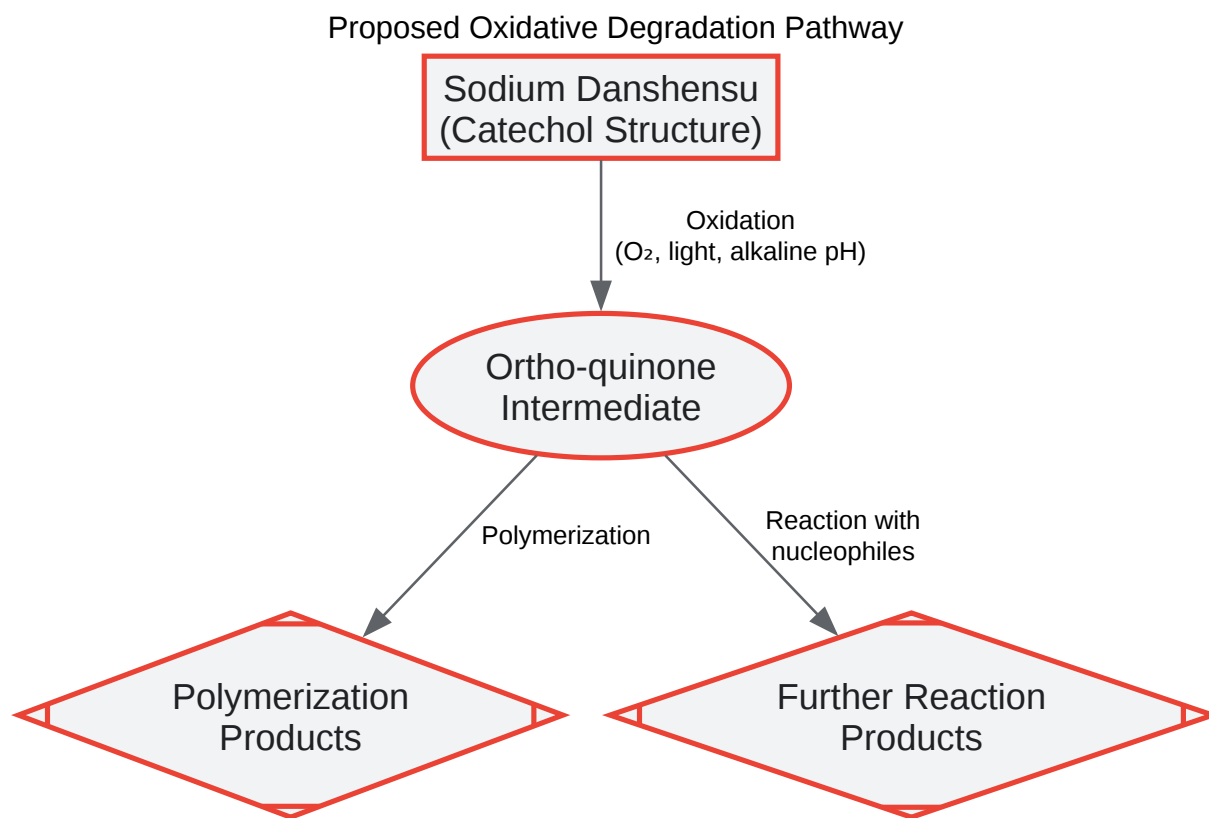 Proposed Oxidative Degradation Pathway
Sodium Danshensu
(Catechol Structure)
Oxidation
(O₂, light, alkaline pH)
Ortho-quinone
Intermediate
Polymerization
Reaction with
nucleophiles
Polymerization
Products
Further Reaction
Products